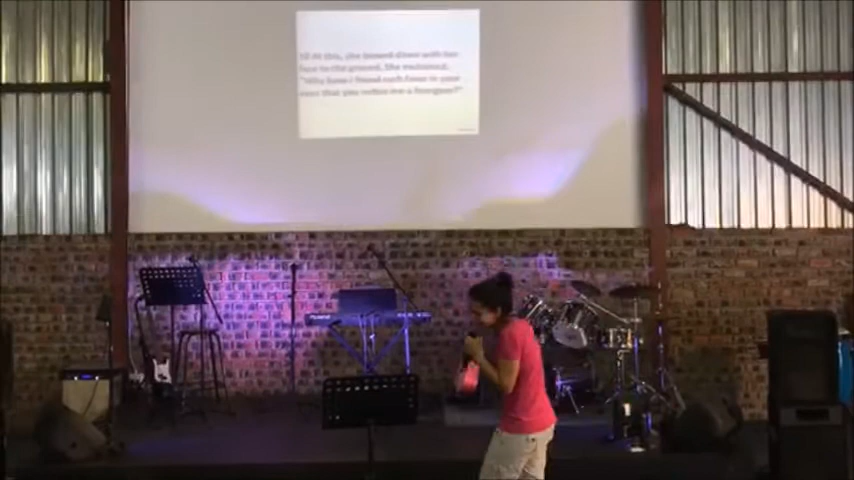 10 At this, she bowed down with her
face to the ground. She exclaimed,
"Why have I found such favor in your
eyes that you notice me a foreigner?"